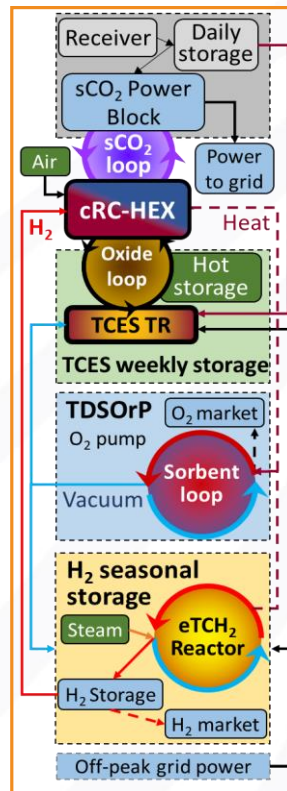 Receiver
Daily
storage
sCO₂ Power
Block
sCO₂
loop
Power
to grid
Air
cRC-HEX
H₂
Heat
Oxide
loop
Hot
storage
TCES TR
TCES weekly storage
TDSOrP
O₂ market
O₂ pump
Sorbent
loop
Vacuum
H₂ seasonal
storage
Steam
eTCH₂
Reactor
H₂ Storage
H₂ market
Off-peak grid power